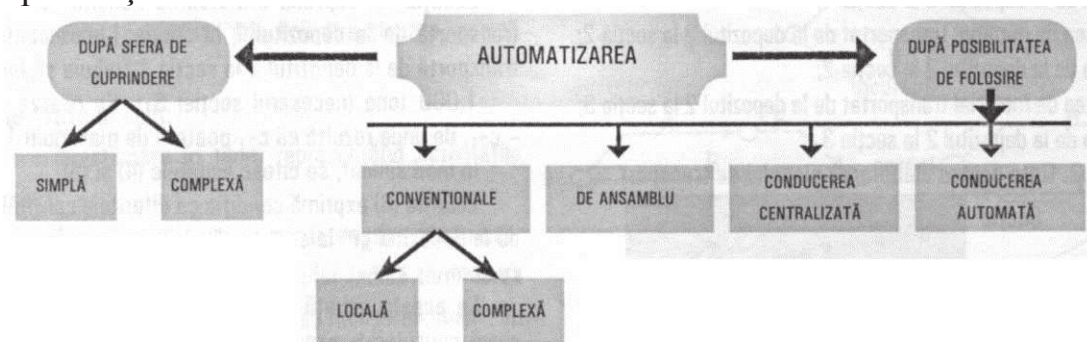 DUPĂ SFERA DE
CUPRINDERE
AUTOMATIZAREA
DUPĂ POSIBILITATEA
DE FOLOSIRE
SIMPLĂ
COMPLEXĂ
CONVENȚIONALE
DE ANSAMBLU
CONDUCEREA
CENTRALIZATĂ
CONDUCEREA
AUTOMATĂ
LOCALĂ
COMPLEXĂ